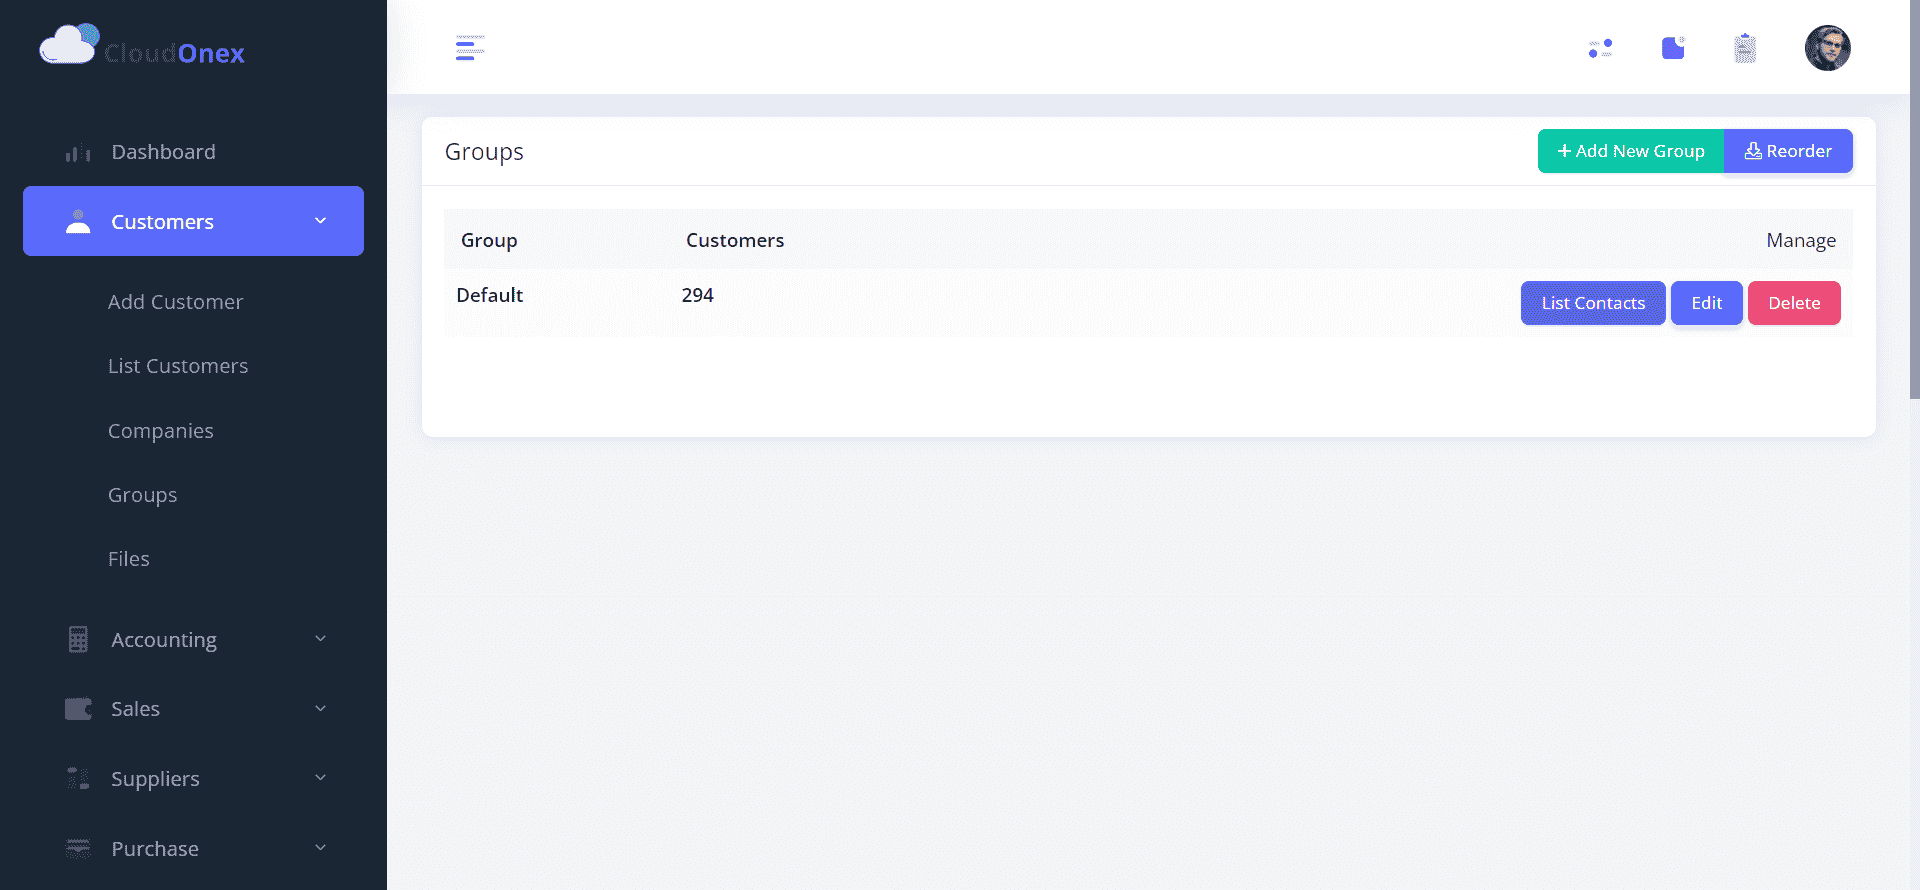 CloudOnex
Dashboard
Customers
Add Customer
List Customers
Companies
Groups
Files
Accounting
Sales
Suppliers
Purchase
Groups
Add New Group
Reorder
Group Customers Manage
Default 294 List Contacts Edit Delete